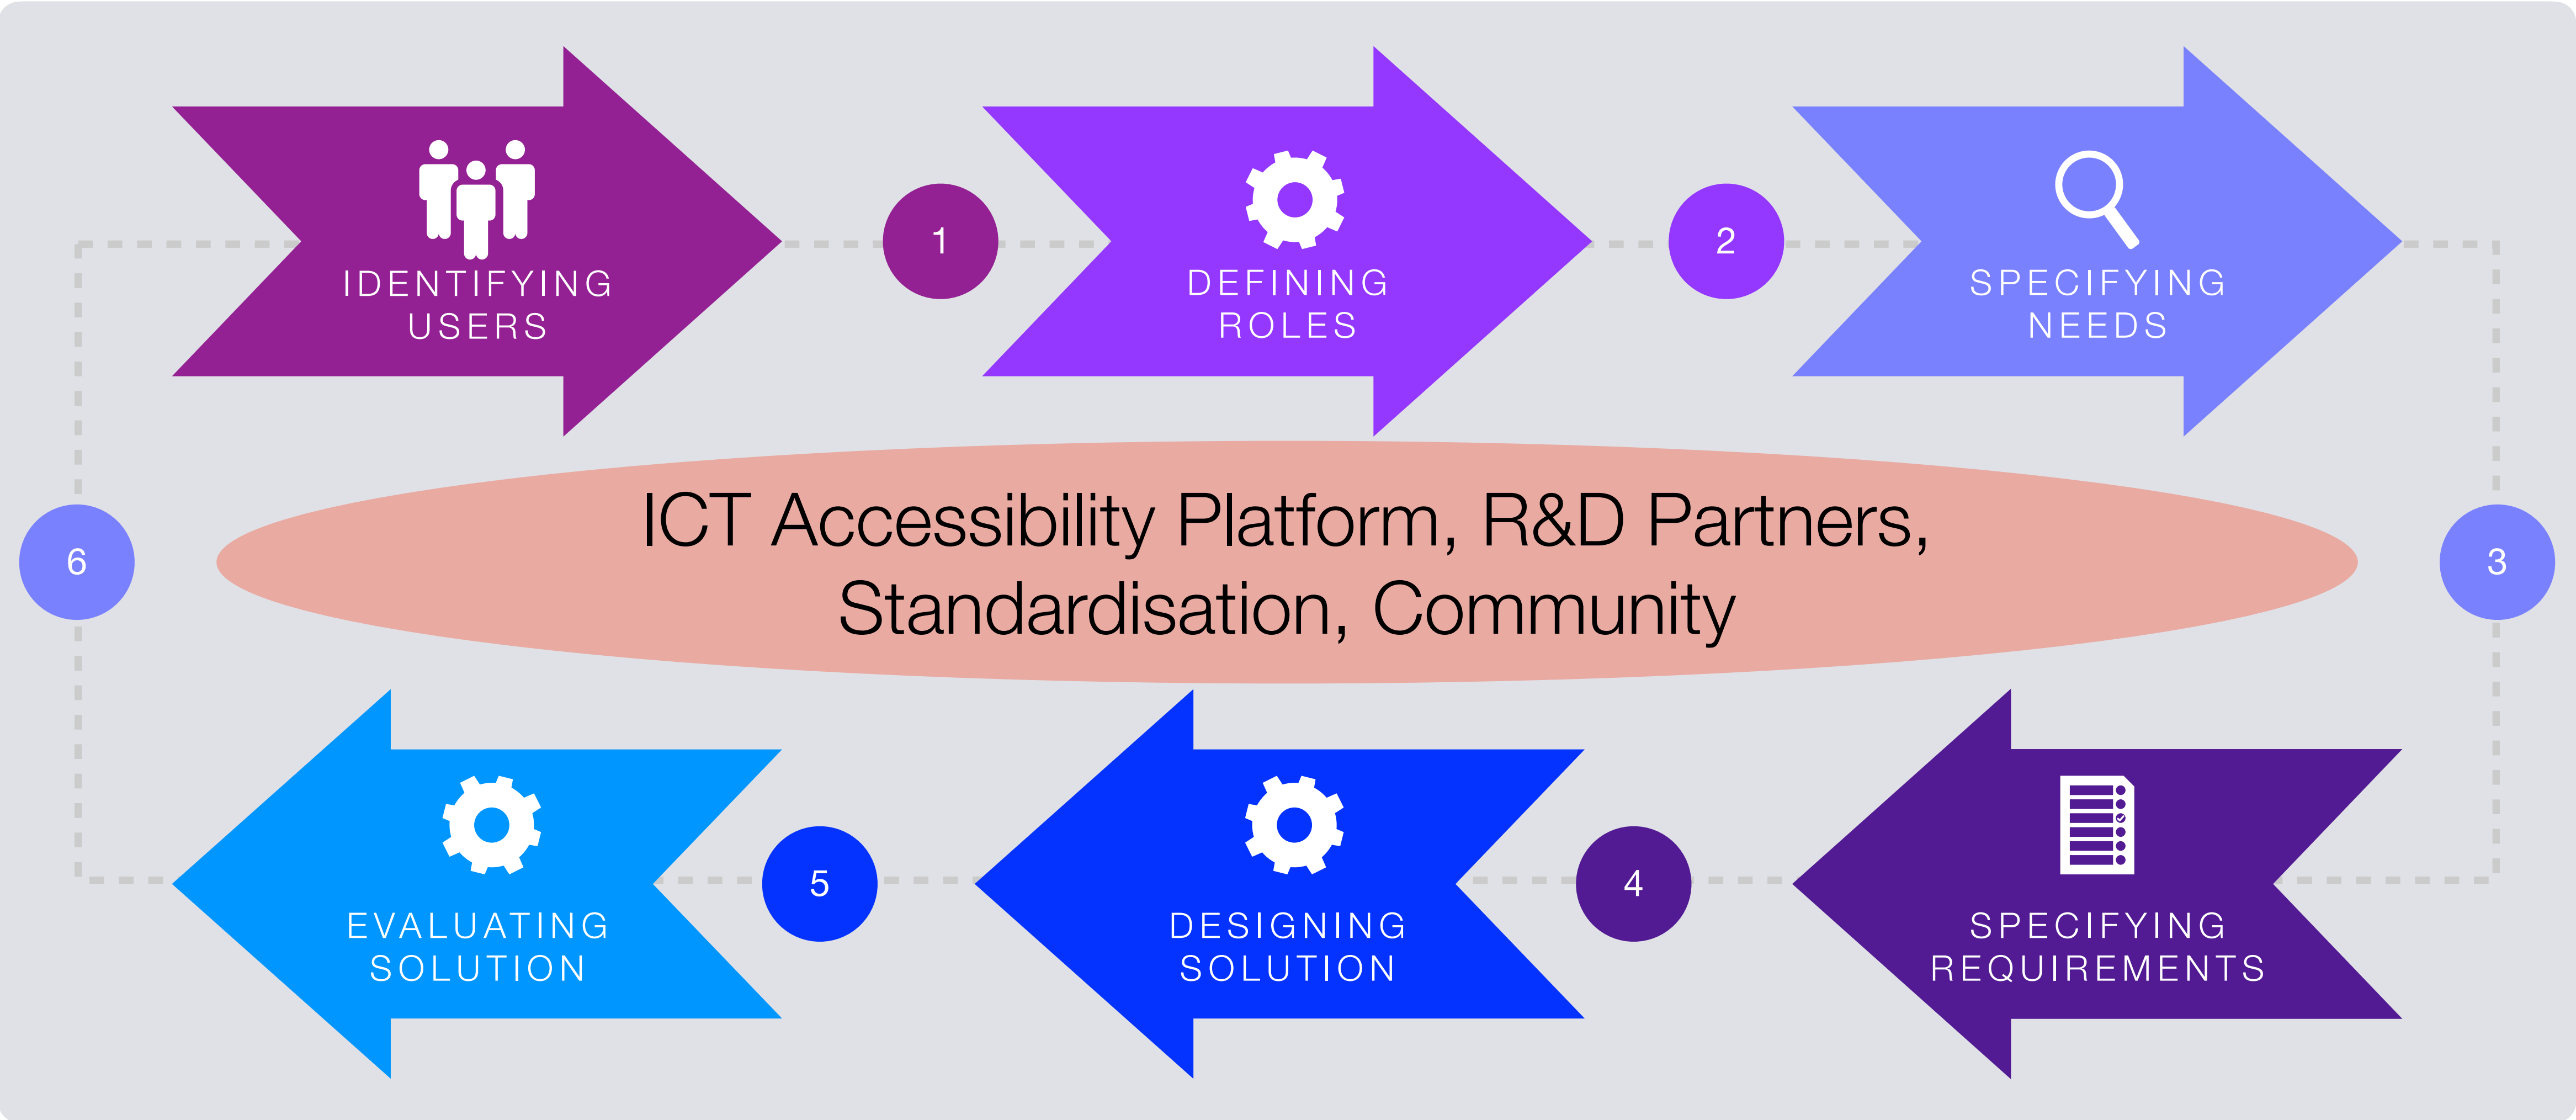 IDENTIFYING
USERS
1
DEFINING
ROLES
2
SPECIFYING
NEEDS
ICT Accessibility Platform, R&D Partners,
Standardisation, Community
6
3
EVALUATING
SOLUTION
5
DESIGNING
SOLUTION
4
SPECIFYING
REQUIREMENTS